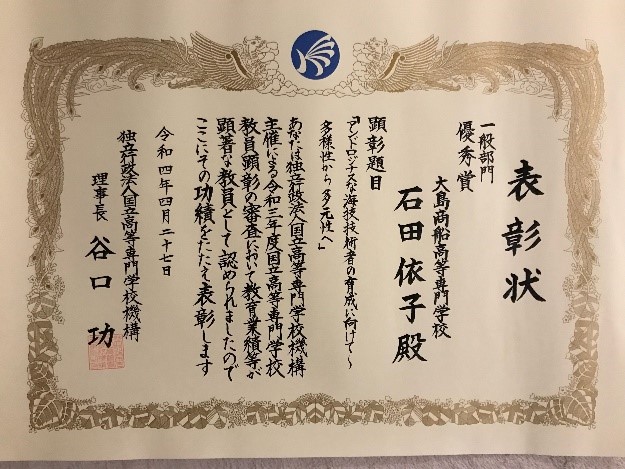 表彰状
一般部門
優秀賞
大島商船高等専門学校
石田依子殿
顕彰題目
「アンドロジナスな海技技術者の育成に向けて〜
多様性から多元性へ」
あなたは独立行政法人国立高等専門学校機構
主催による令和三年度国立高等専門学校
教員顕彰の審査において教育業績等が
顕著な教員として認められましたので
ここにその功績をたたえ表彰します
令和四年四月二十七日
独立行政法人国立高等専門学校機構
理事長 谷口功